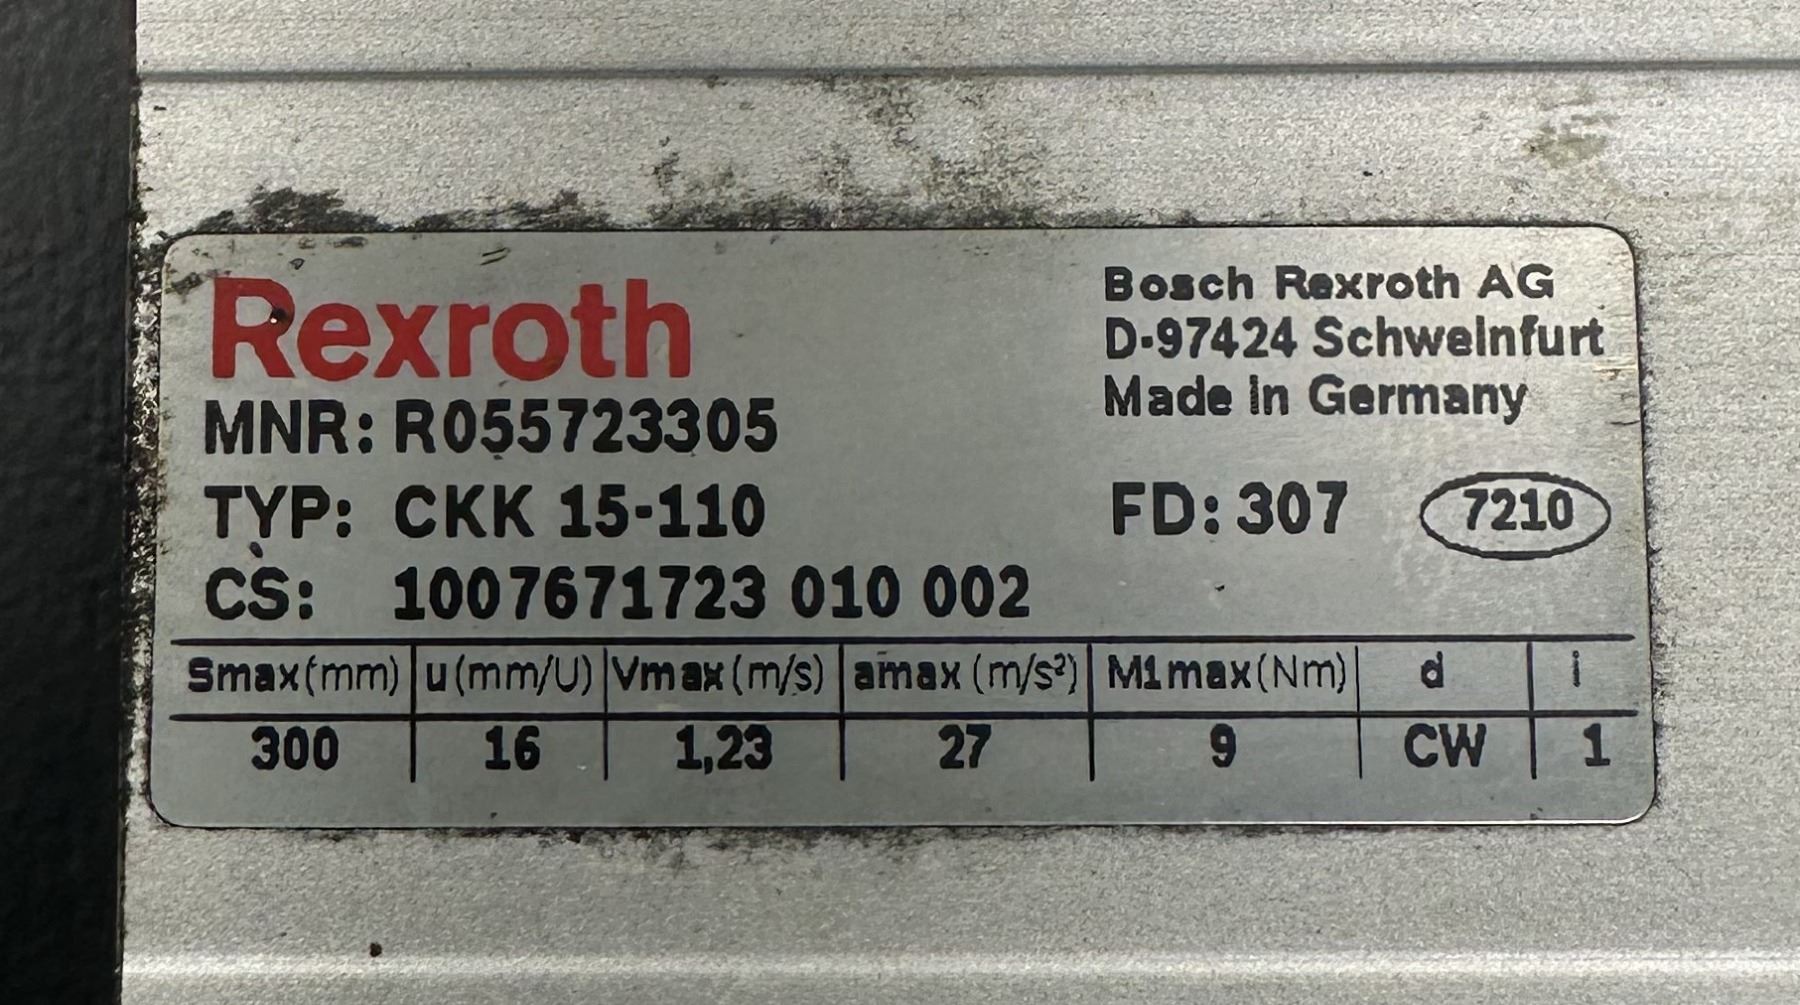 Rexroth
Bosch Rexroth AG
D-97424 Schweinfurt
Made in Germany
MNR: R055723305
TYP: CKK 15-110
FD: 307 7210
CS: 1007671723 010 002
Smax(mm) u(mm/U) Vmax(m/s) amax (m/s²) M1max(Nm) d i
300 16 1,23 27 9 CW 1